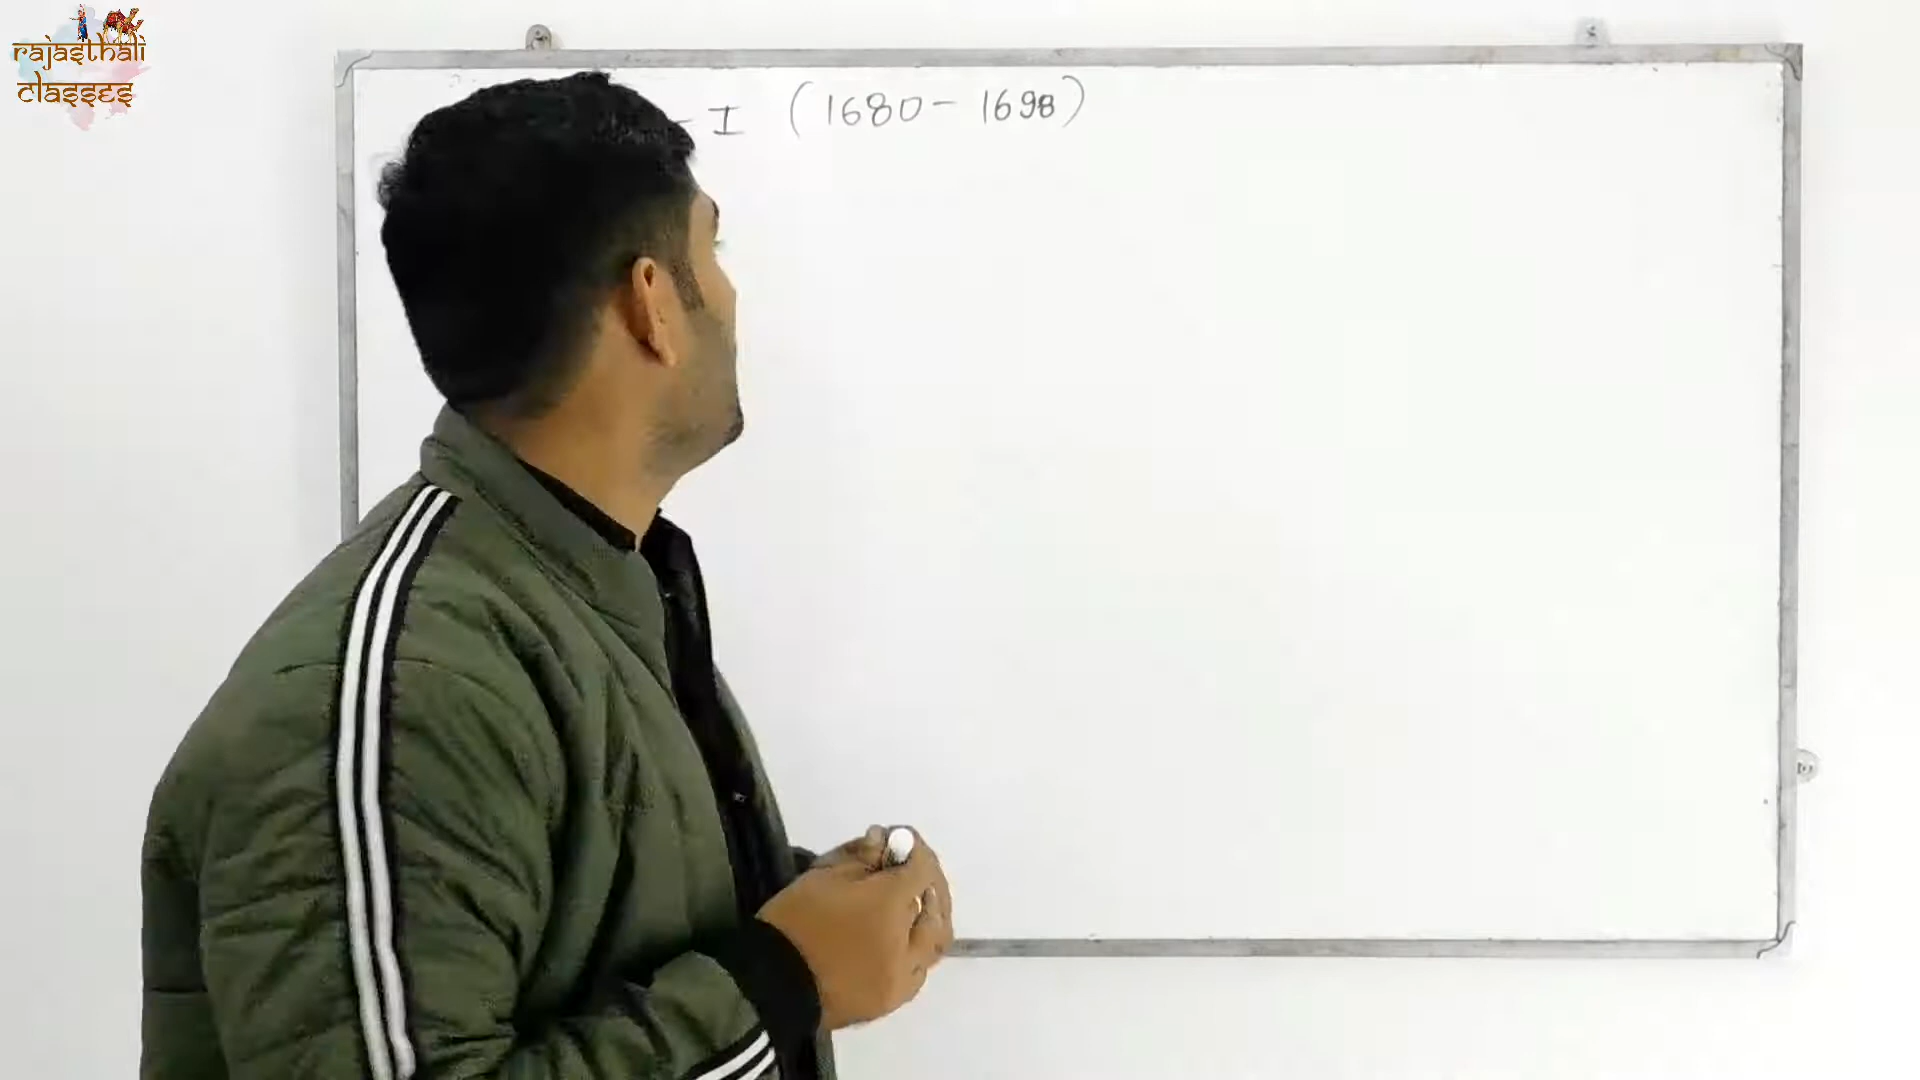 rajasthali
classes
- I (1680 - 1698)